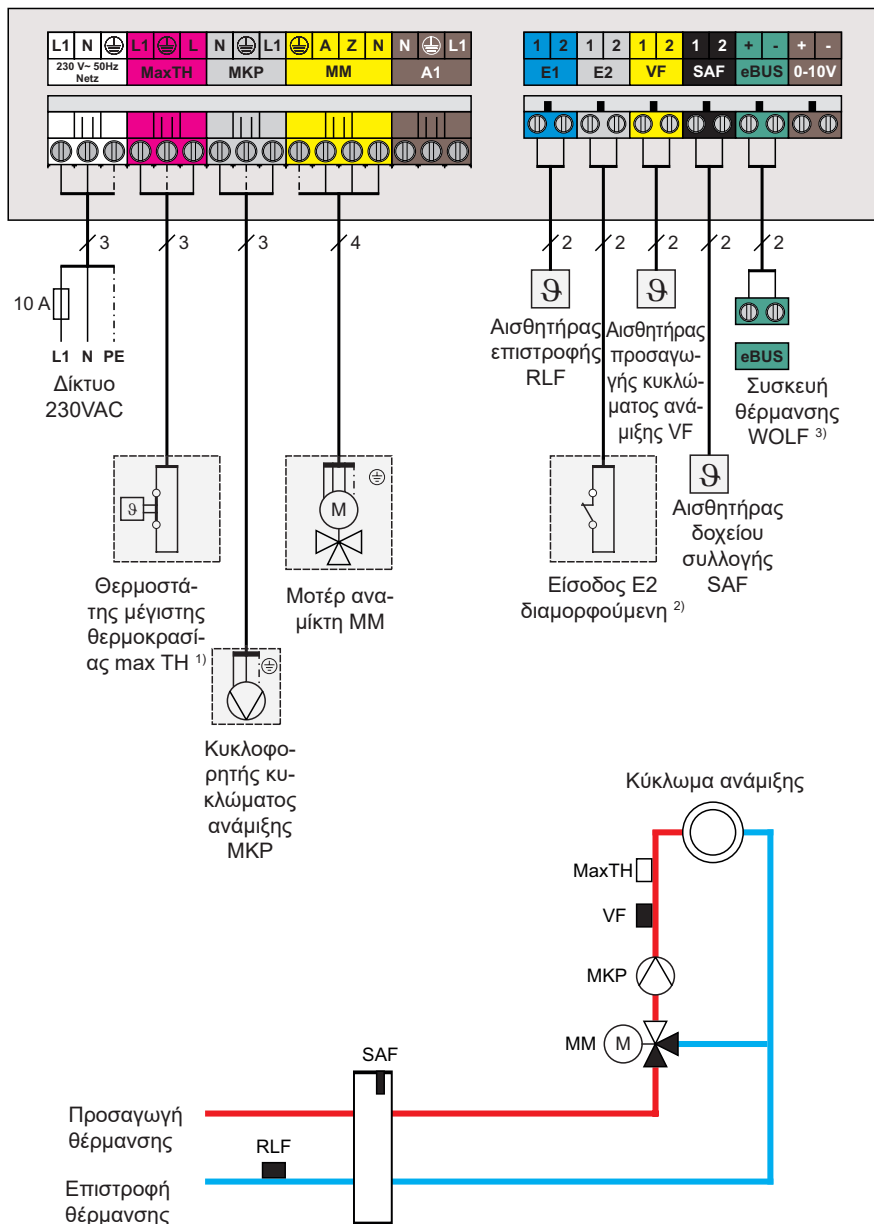 L1 N L1 L N L1 A Z N N L1
230 V~ 50Hz
Netz
MaxTH MKP MM A1
1 2 1 2 1 2 1 2 + - + -
E1 E2 VF SAF eBUS 0-10V
3 3 3 4 2 2 2 2 2
10 A
L1 N PE
Δίκτυο
230VAC
ϑ
Αισθητήρας
επιστροφής
RLF
ϑ
Αισθητήρας
προσαγω-
γής κυκλώ-
ματος ανά-
μιξης VF
eBUS
Συσκευή
θέρμανσης
WOLF 3)
ϑ
Θερμοστά-
της μέγιστης
θερμοκρασί-
ας max TH 1)
M
Μοτέρ ανα-
μίκτη MM
Είσοδος E2
διαμορφούμενη 2)
ϑ
Αισθητήρας
δοχείου
συλλογής
SAF
Κυκλοφο-
ρητής κυ-
κλώματος
ανάμιξης
MKP
Κύκλωμα ανάμιξης
MaxTH
VF
MKP
MM M
SAF
Προσαγωγή
θέρμανσης
RLF
Επιστροφή
θέρμανσης